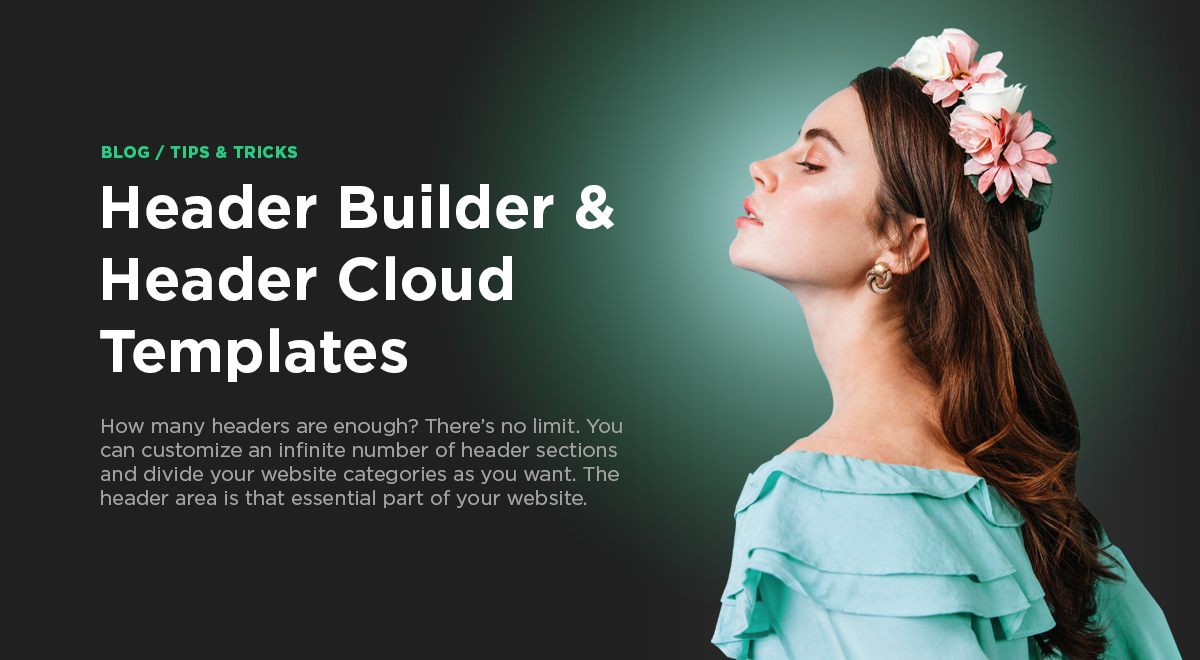 BLOG / TIPS & TRICKS
Header Builder &
Header Cloud
Templates
How many headers are enough? There’s no limit. You
can customize an infinite number of header sections
and divide your website categories as you want. The
header area is that essential part of your website.